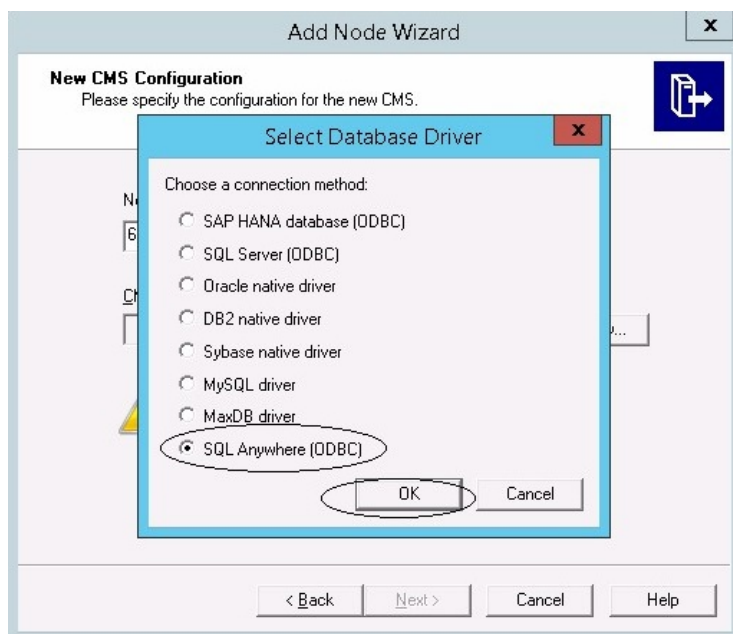 Add Node Wizard
x
New CMS Configuration
Please specify the configuration for the new CMS.
Select Database Driver
x
Choose a connection method:
SAP HANA database (ODBC)
SQL Server (ODBC)
Oracle native driver
DB2 native driver
Sybase native driver
MySQL driver
MaxDB driver
SQL Anywhere (ODBC)
OK
Cancel
6
< Back
Next >
Cancel
Help